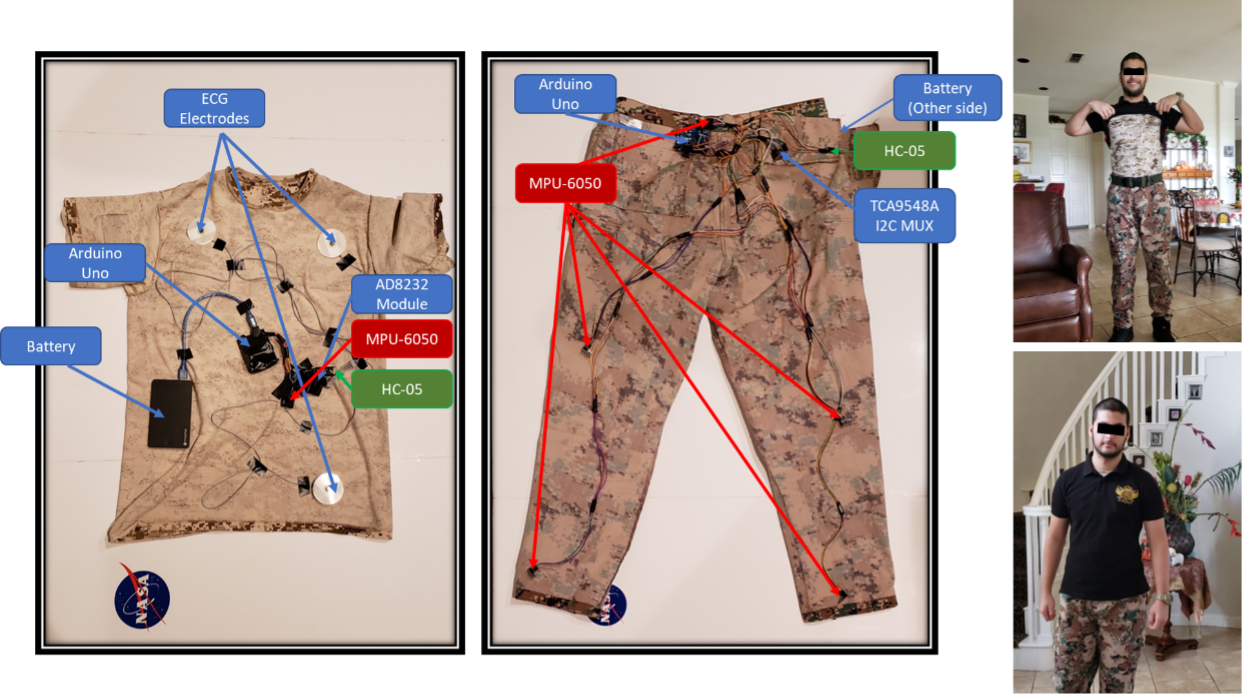 ECG
Electrodes
Arduino
Uno
Battery
AD8232
Module
MPU-6050
HC-05
NASA
Arduino
Uno
MPU-6050
Battery
(Other side)
HC-05
TCA9548A
I2C MUX
NASA